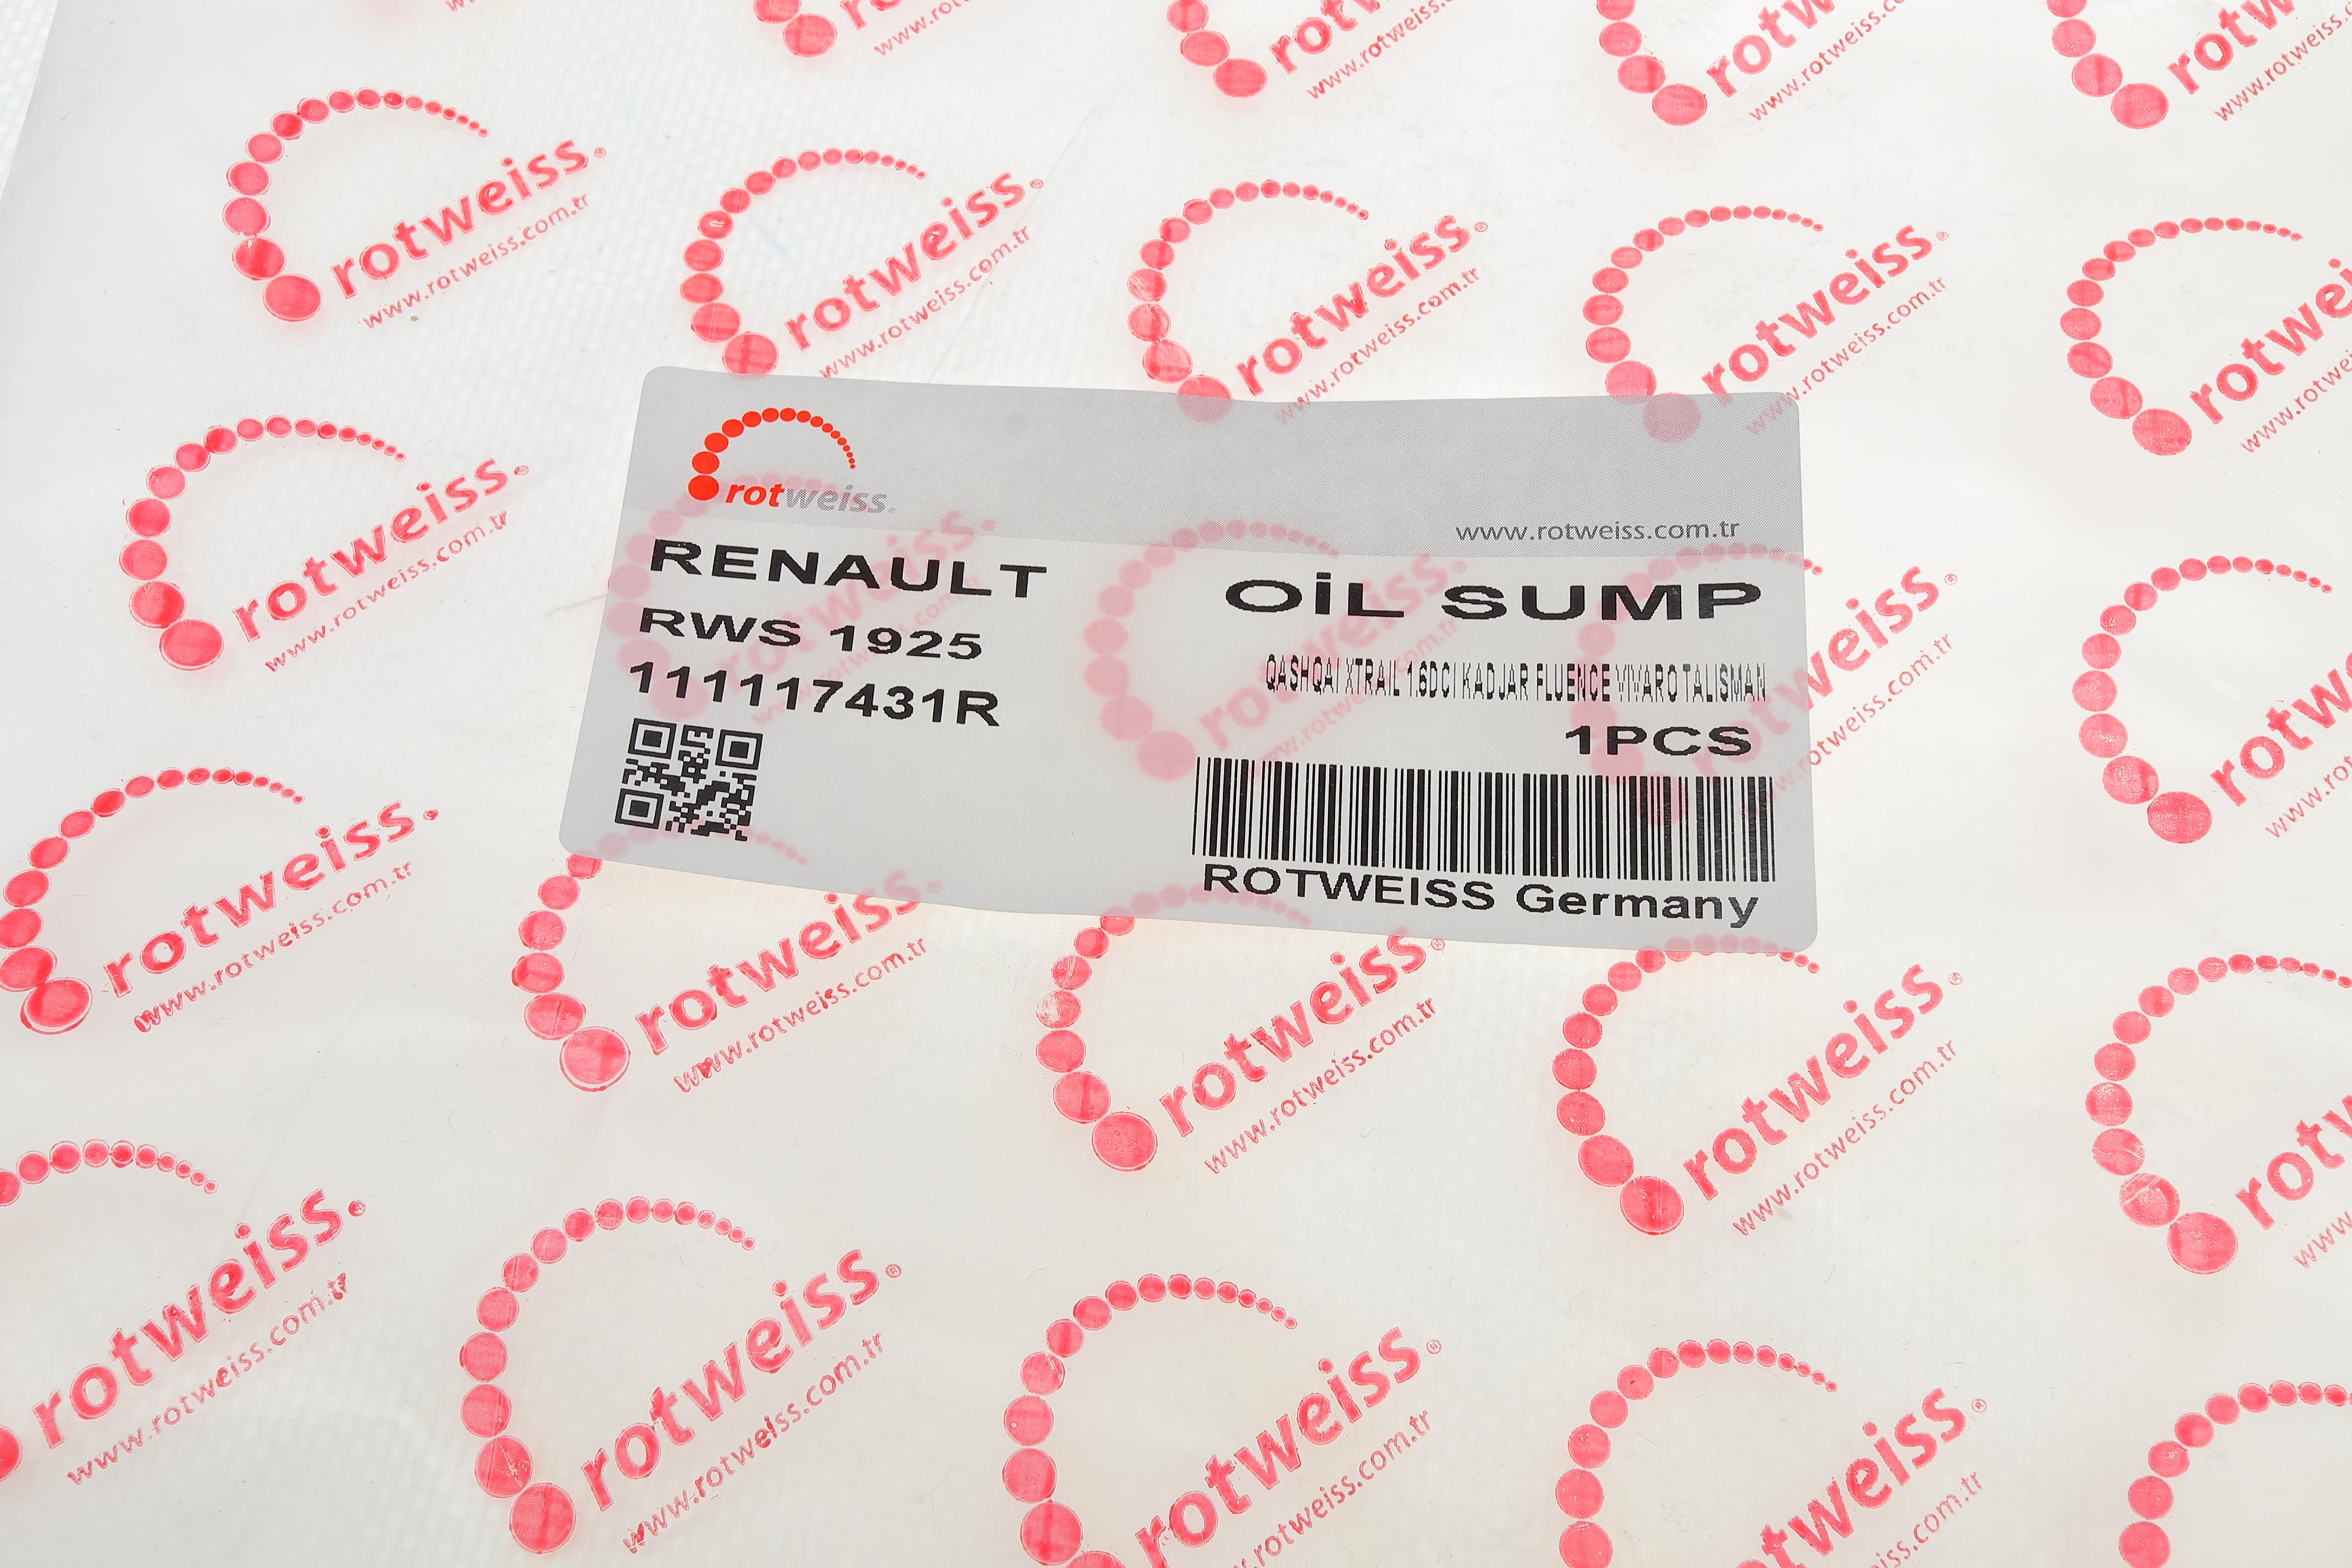 rotweiss®
www.rotweiss.com.tr
RENAULT
RWS 1925
111117431R
OİL SUMP
QASHQAI XTRAIL 1.6DCI KADJAR FLUENCE VIVARO TALISMAN
1PCS
ROTWEISS Germany
rotweiss®
www.rotweiss.com.tr